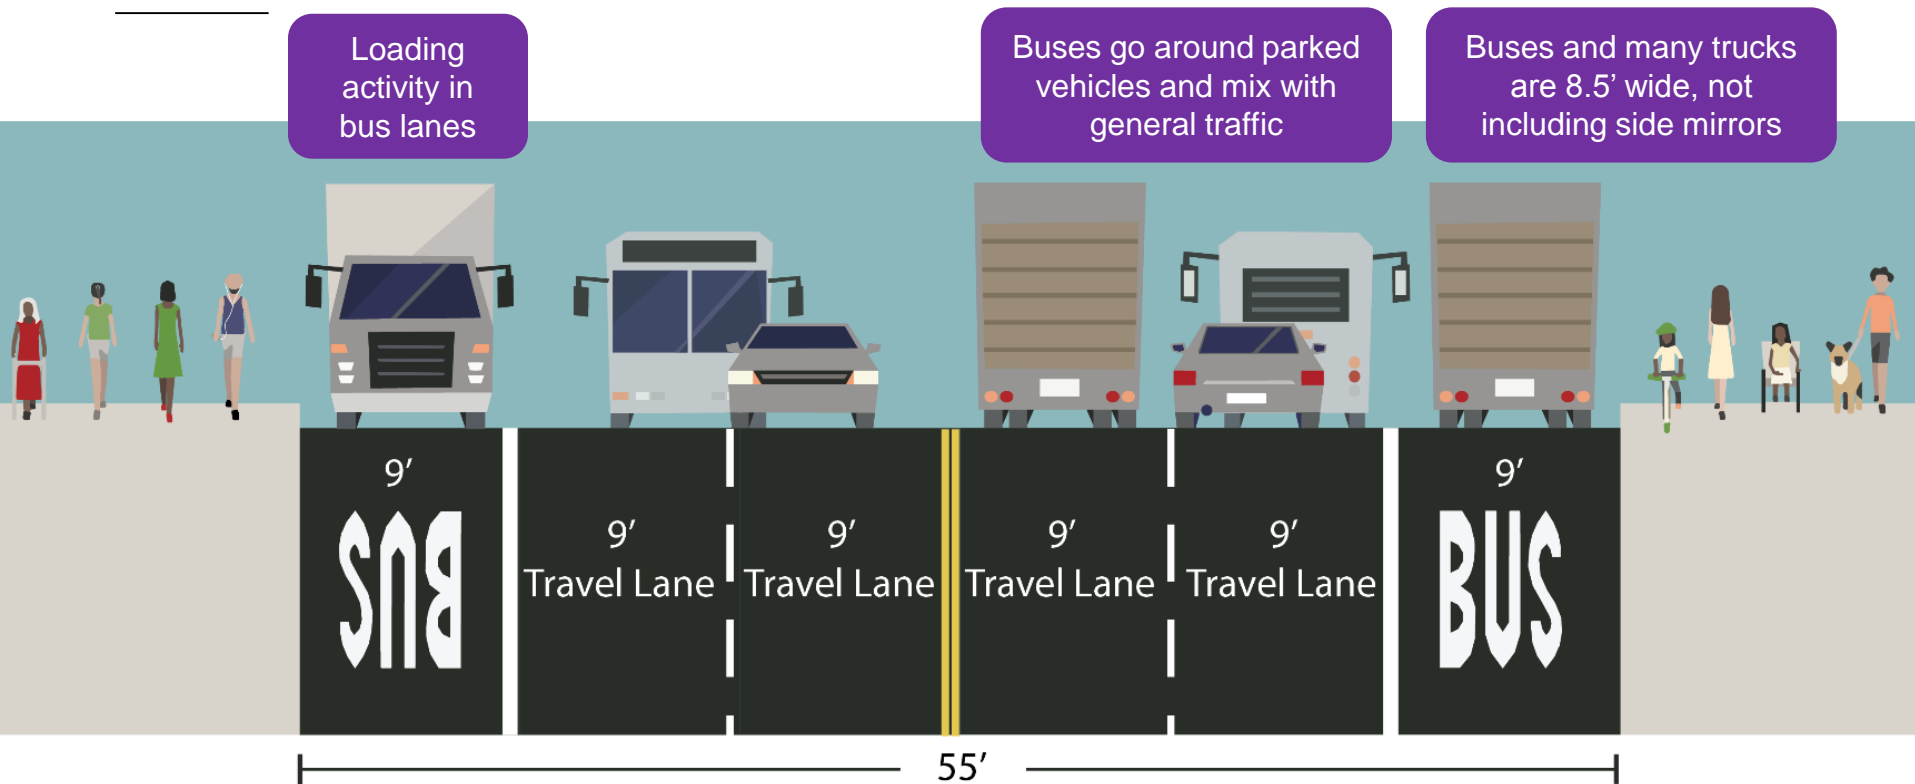 Loading
activity in
bus lanes
Buses go around parked
vehicles and mix with
general traffic
Buses and many trucks
are 8.5’ wide, not
including side mirrors
9’
BUS
9’
Travel Lane
9’
Travel Lane
9’
Travel Lane
9’
Travel Lane
9’
BUS
55’